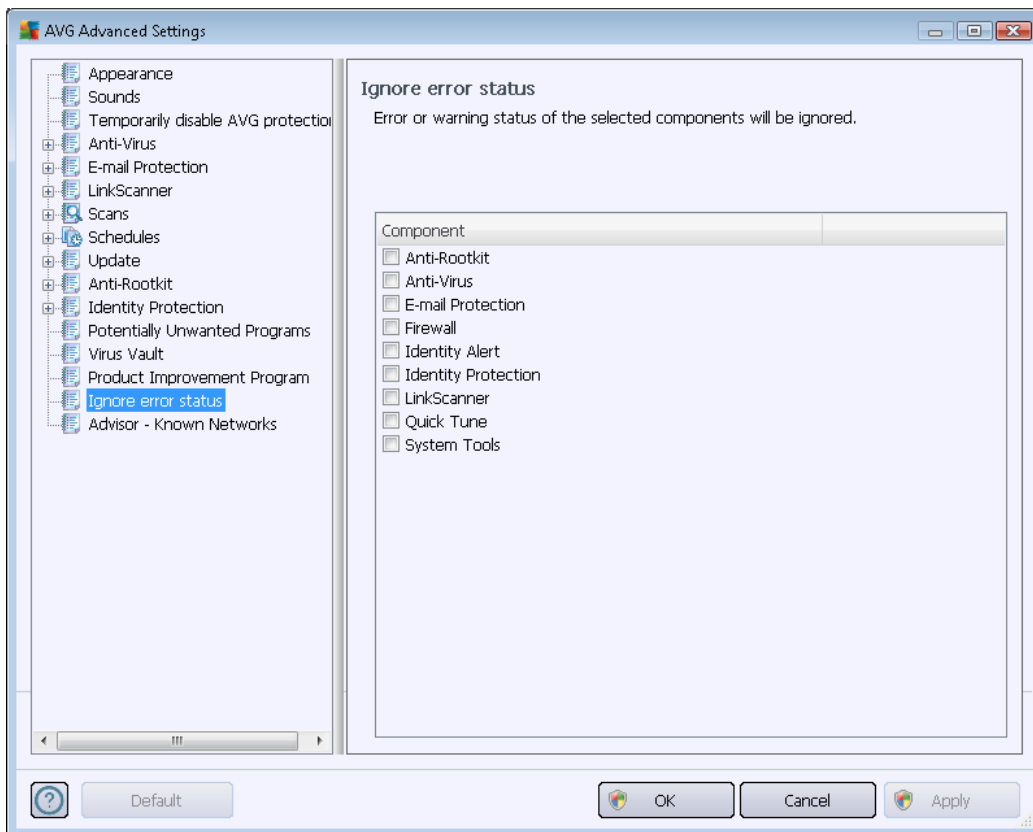 AVG Advanced Settings
Appearance
Sounds
Temporarily disable AVG protection
Anti-Virus
E-mail Protection
LinkScanner
Scans
Schedules
Update
Anti-Rootkit
Identity Protection
Potentially Unwanted Programs
Virus Vault
Product Improvement Program
Ignore error status
Advisor - Known Networks
Ignore error status
Error or warning status of the selected components will be ignored.
Component
Anti-Rootkit
Anti-Virus
E-mail Protection
Firewall
Identity Alert
Identity Protection
LinkScanner
Quick Tune
System Tools
?
Default
OK
Cancel
Apply